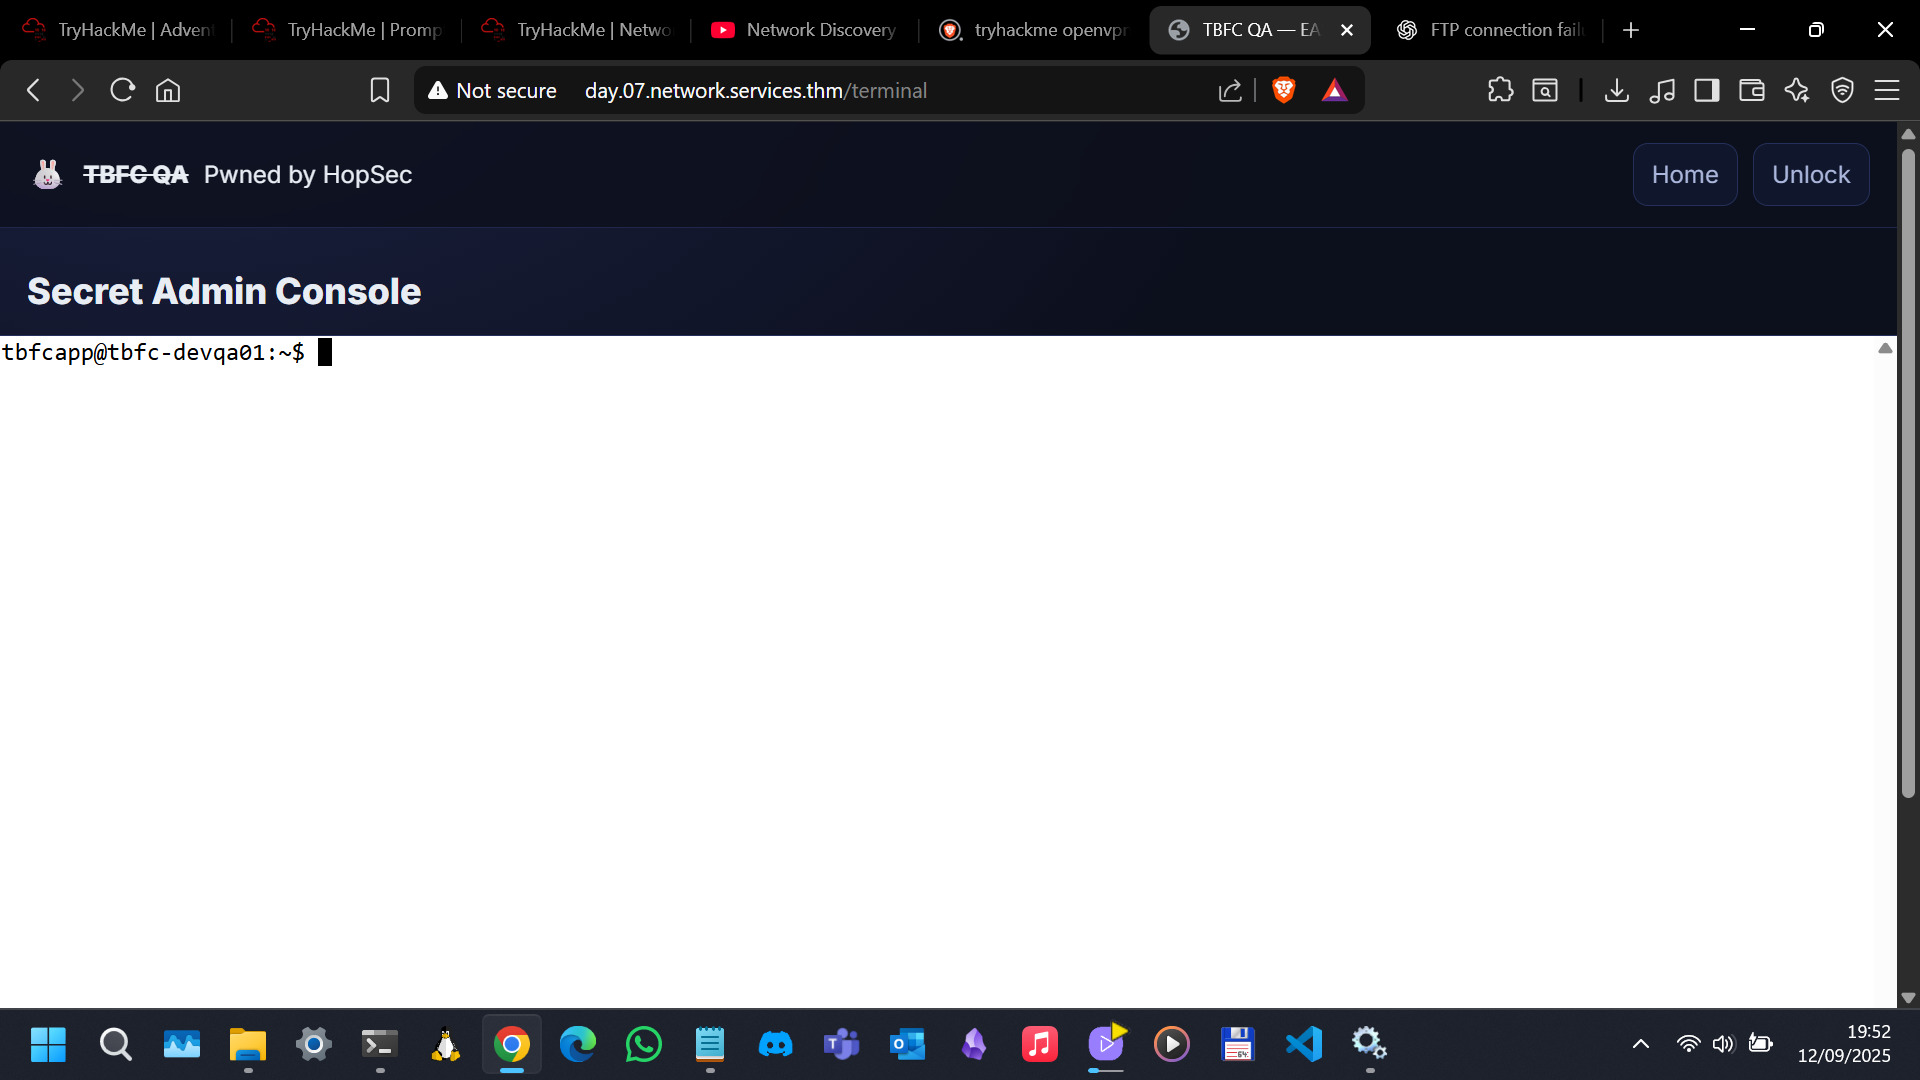 TryHackMe | Advent
TryHackMe | Promp
TryHackMe | Netwo
Network Discovery
tryhackme openvpn
TBFC QA — EA
FTP connection fail
Not secure
day.07.network.services.thm/terminal
TBFC QA Pwned by HopSec
Home
Unlock
Secret Admin Console
tbfcapp@tbfc-devqa01:~$
19:52
12/09/2025